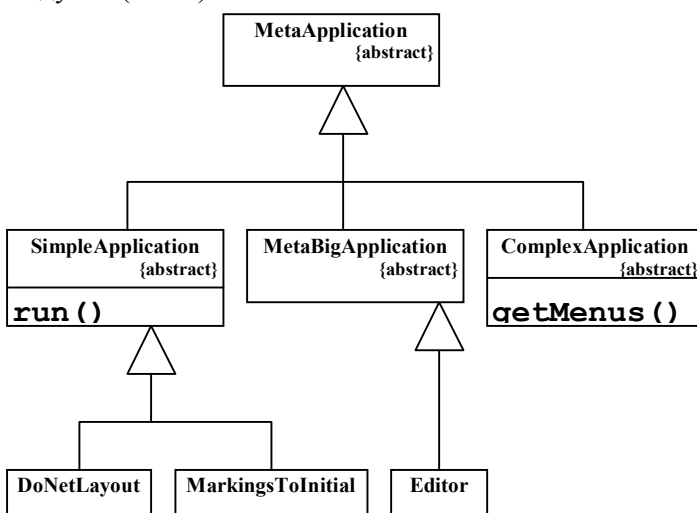 MetaApplication
{abstract}
SimpleApplication
{abstract}
run()
MetaBigApplication
{abstract}
ComplexApplication
{abstract}
getMenus()
DoNetLayout
MarkingsToInitial
Editor